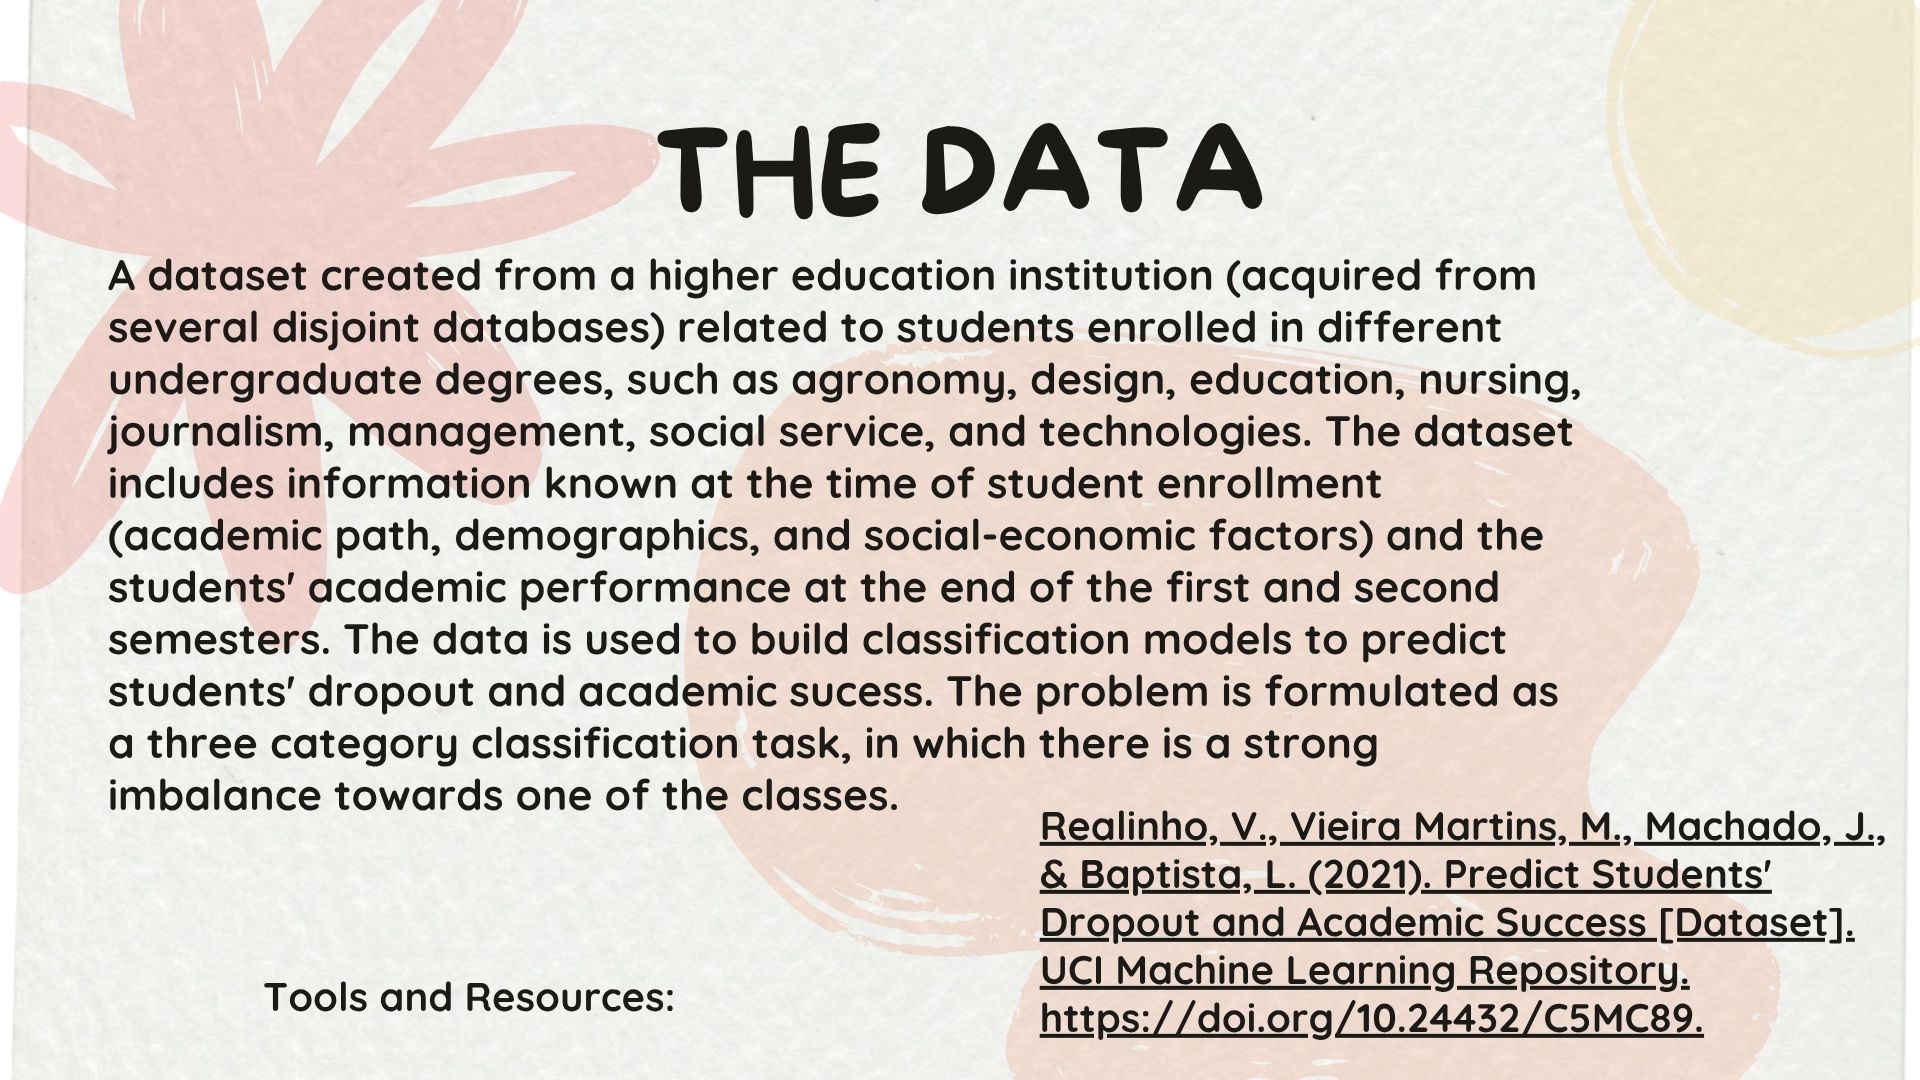 THE DATA
A dataset created from a higher education institution (acquired from
several disjoint databases) related to students enrolled in different
undergraduate degrees, such as agronomy, design, education, nursing,
journalism, management, social service, and technologies. The dataset
includes information known at the time of student enrollment
(academic path, demographics, and social-economic factors) and the
students' academic performance at the end of the first and second
semesters. The data is used to build classification models to predict
students' dropout and academic sucess. The problem is formulated as
a three category classification task, in which there is a strong
imbalance towards one of the classes.
Tools and Resources:
Realinho, V., Vieira Martins, M., Machado, J.,
& Baptista, L. (2021). Predict Students'
Dropout and Academic Success [Dataset].
UCI Machine Learning Repository.
https://doi.org/10.24432/C5MC89.